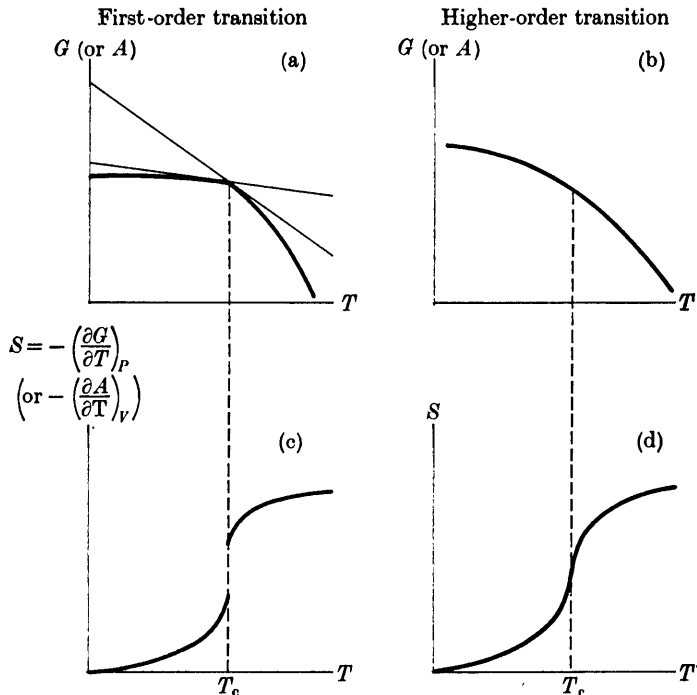 First-order transition
Higher-order transition
G (or A)
(a)
G (or A)
(b)
T
T
S = − (∂G/∂T)_P
(or − (∂A/∂T)_V)
(c)
S
(d)
T
T
T_c
T_c